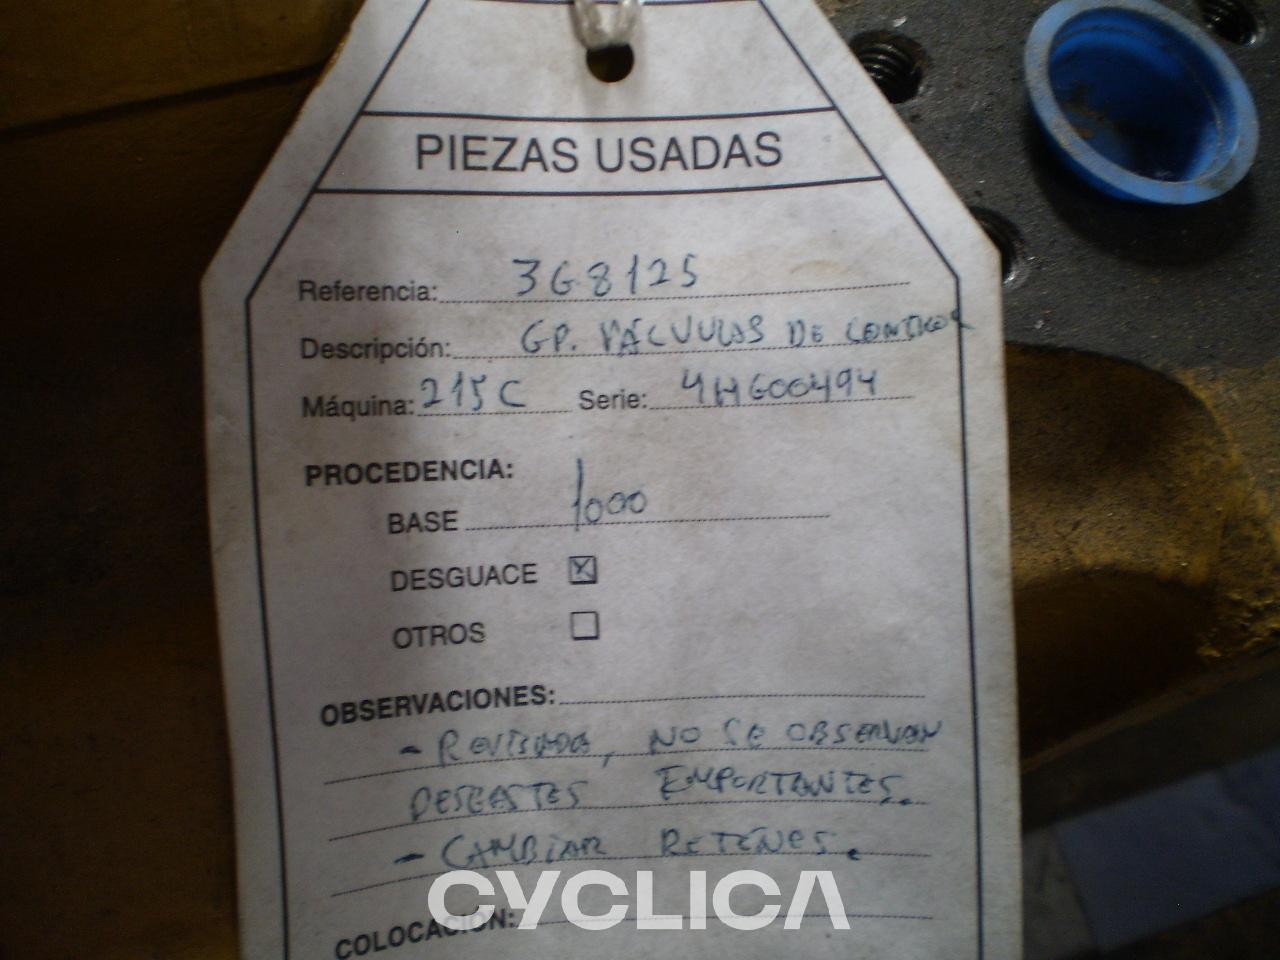 PIEZAS USADAS
Referencia: 3G8125
Descripción: GP. VÁLVULAS DE CONTROL
Máquina: 215C Serie: 4HG00494
PROCEDENCIA:
BASE 1000
DESGUACE ☒
OTROS ☐
OBSERVACIONES:
- REVISADA, NO SE OBSERVAN
DESGASTES IMPORTANTES.
- CAMBIAR RETENES.
CYCLICA
COLOCACIÓN: